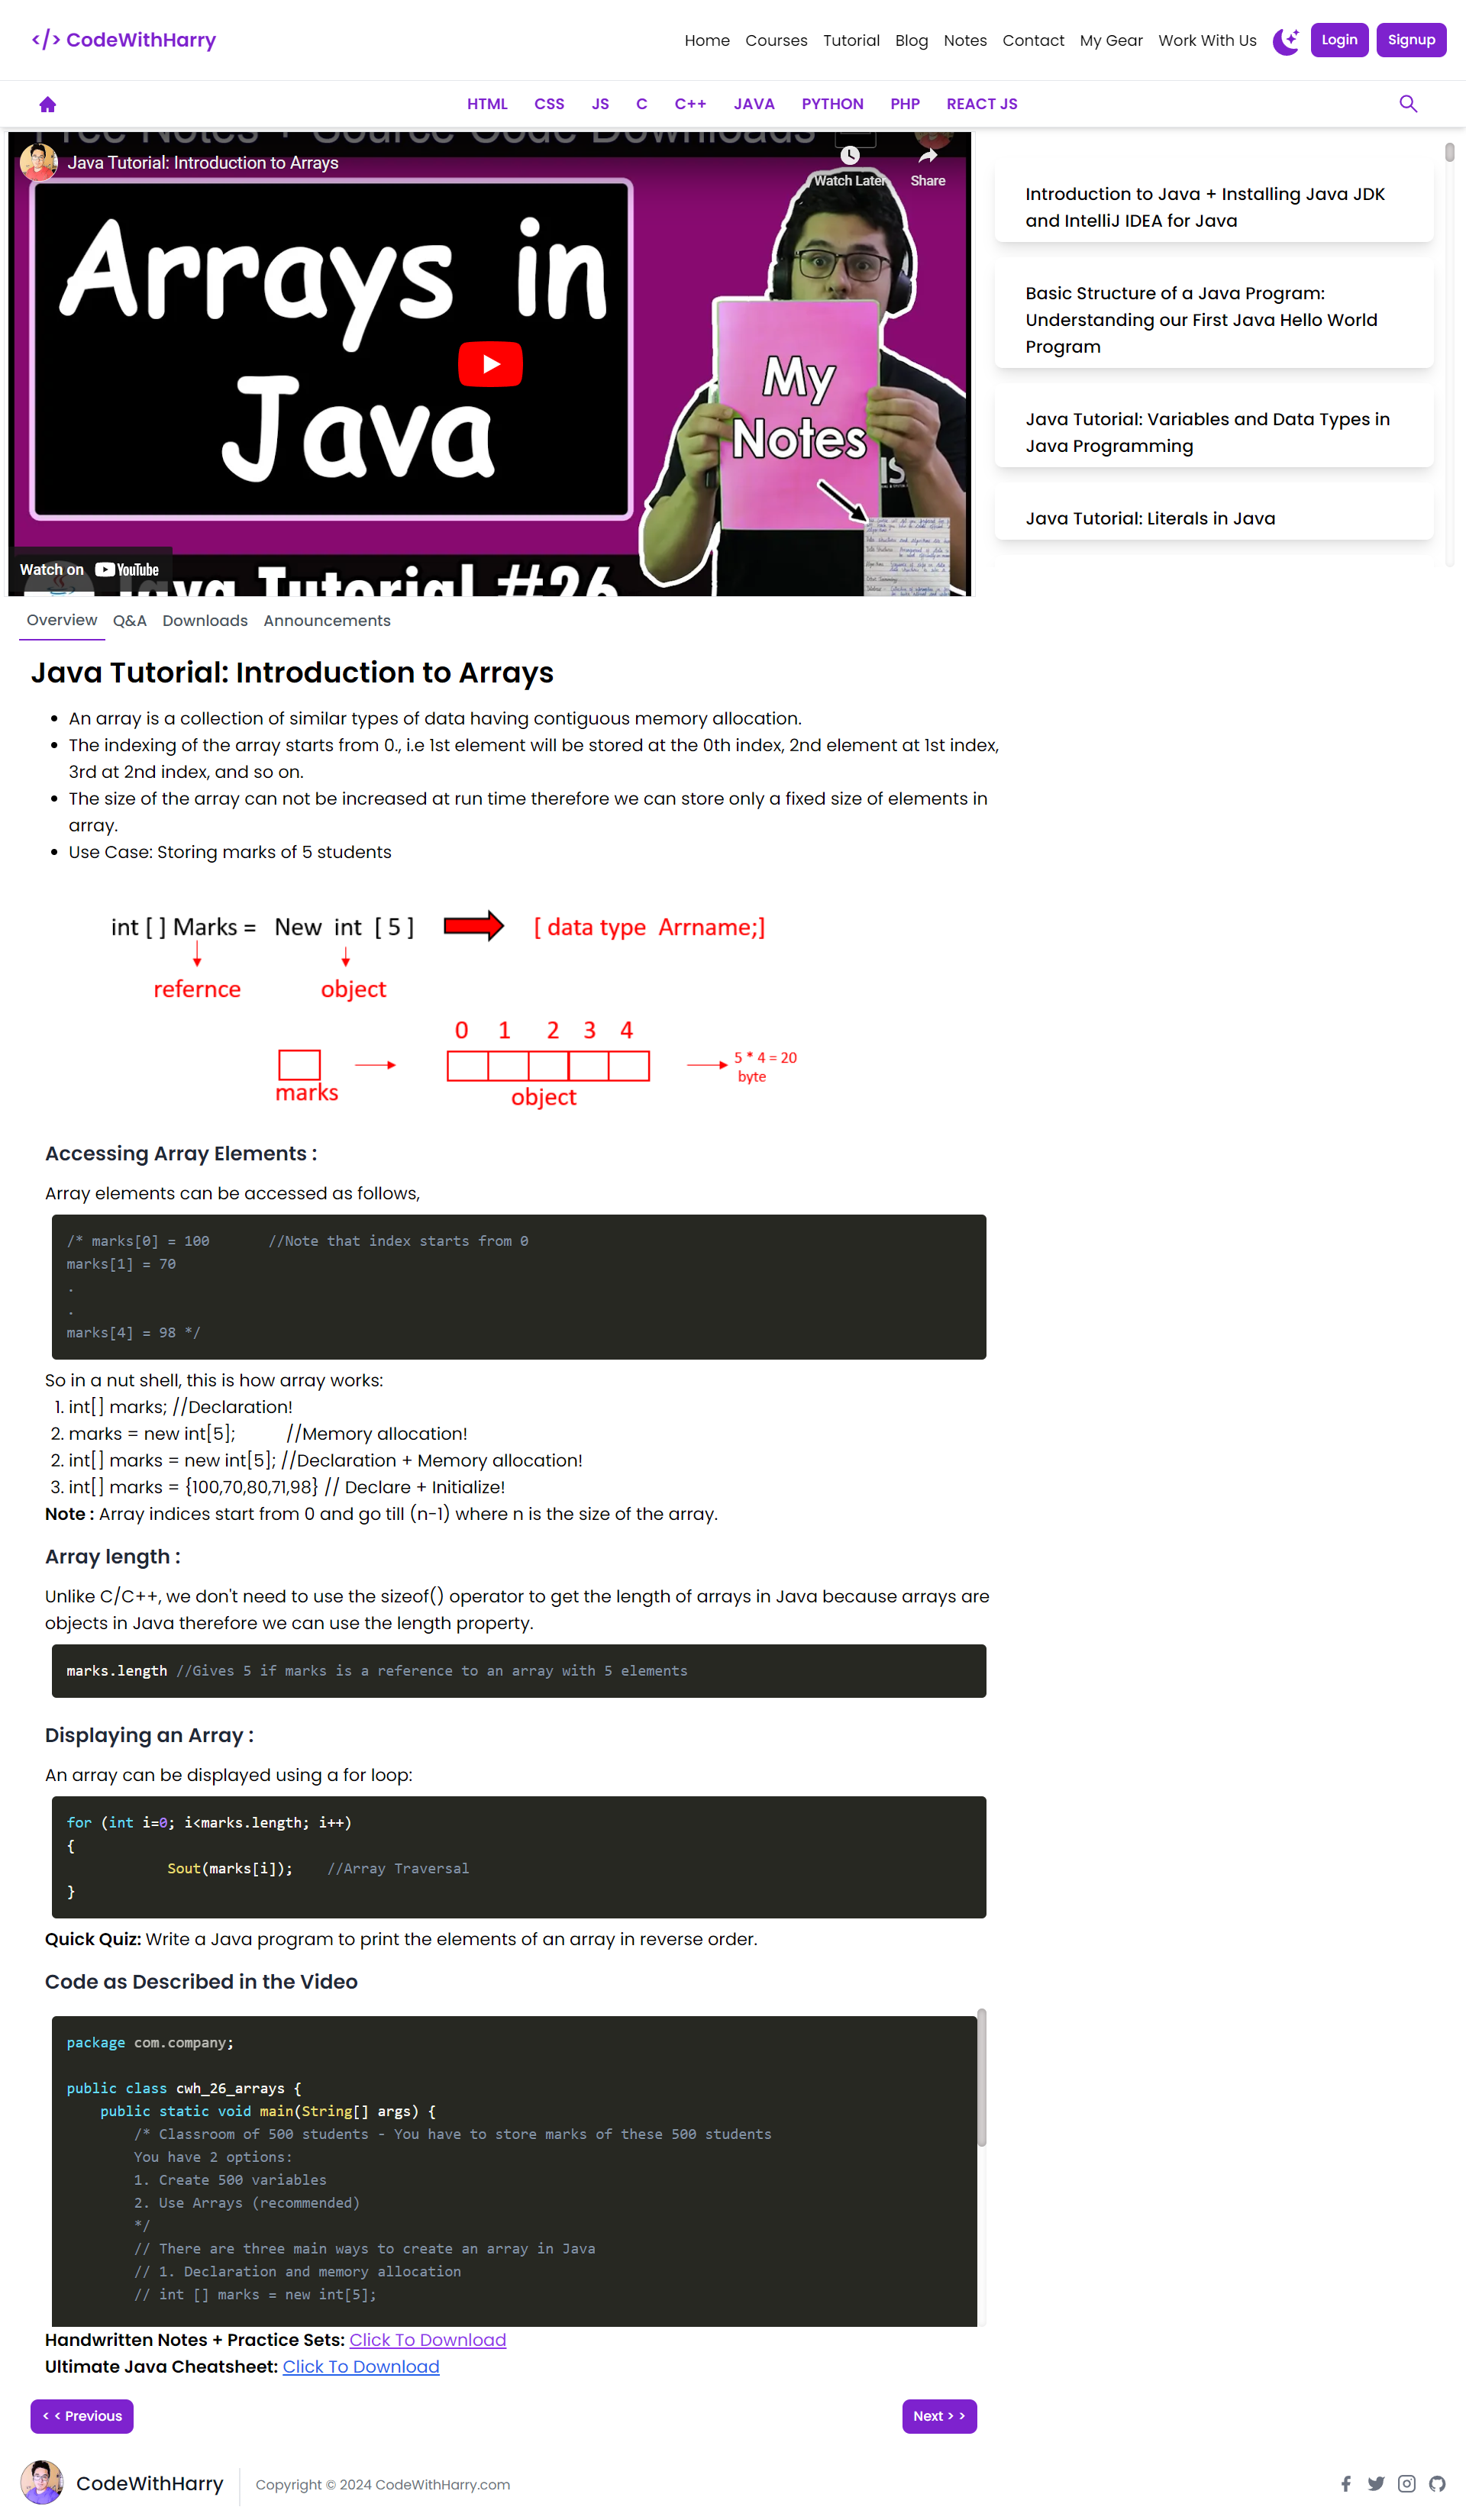 </> CodeWithHarry
Home Courses Tutorial Blog Notes Contact My Gear Work With Us Login Signup
HTML CSS JS C C++ JAVA PYTHON PHP REACT JS
Free Notes + Source Code Downloads
Java Tutorial: Introduction to Arrays
Watch Later Share
Arrays in
Java
My
Notes
Watch on YouTube
Java Tutorial #26
Introduction to Java + Installing Java JDK
and IntelliJ IDEA for Java
Basic Structure of a Java Program:
Understanding our First Java Hello World
Program
Java Tutorial: Variables and Data Types in
Java Programming
Java Tutorial: Literals in Java
Overview Q&A Downloads Announcements
Java Tutorial: Introduction to Arrays
• An array is a collection of similar types of data having contiguous memory allocation.
• The indexing of the array starts from 0., i.e 1st element will be stored at the 0th index, 2nd element at 1st index,
3rd at 2nd index, and so on.
• The size of the array can not be increased at run time therefore we can store only a fixed size of elements in
array.
• Use Case: Storing marks of 5 students
int [ ] Marks = New int [ 5 ] [ data type Arrname;]
refernce object
0 1 2 3 4
5 * 4 = 20
byte
marks
object
Accessing Array Elements :
Array elements can be accessed as follows,
/* marks[0] = 100 //Note that index starts from 0
marks[1] = 70
.
.
marks[4] = 98 */
So in a nut shell, this is how array works:
1. int[] marks; //Declaration!
2. marks = new int[5]; //Memory allocation!
2. int[] marks = new int[5]; //Declaration + Memory allocation!
3. int[] marks = {100,70,80,71,98} // Declare + Initialize!
Note : Array indices start from 0 and go till (n-1) where n is the size of the array.
Array length :
Unlike C/C++, we don't need to use the sizeof() operator to get the length of arrays in Java because arrays are
objects in Java therefore we can use the length property.
marks.length //Gives 5 if marks is a reference to an array with 5 elements
Displaying an Array :
An array can be displayed using a for loop:
for (int i=0; i<marks.length; i++)
{
Sout(marks[i]); //Array Traversal
}
Quick Quiz: Write a Java program to print the elements of an array in reverse order.
Code as Described in the Video
package com.company;
public class cwh_26_arrays {
public static void main(String[] args) {
/* Classroom of 500 students - You have to store marks of these 500 students
You have 2 options:
1. Create 500 variables
2. Use Arrays (recommended)
*/
// There are three main ways to create an array in Java
// 1. Declaration and memory allocation
// int [] marks = new int[5];
Handwritten Notes + Practice Sets: Click To Download
Ultimate Java Cheatsheet: Click To Download
< < Previous
Next > >
CodeWithHarry
Copyright © 2024 CodeWithHarry.com